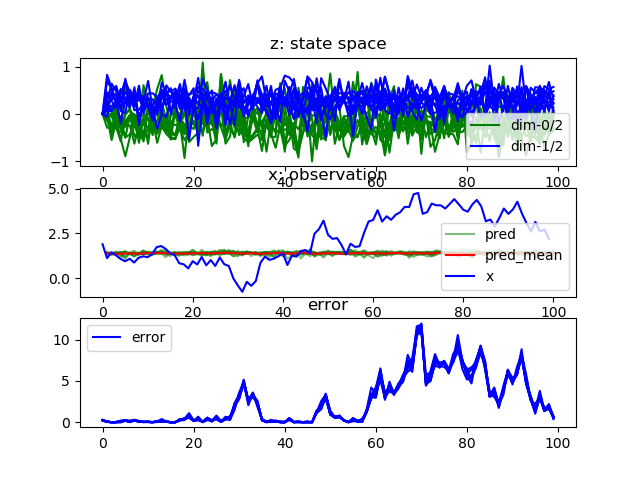 z: state space
1
0
−1
dim-0/2
dim-1/2
0 20 40 60 80 100
x: observation
5.0
2.5
0.0
pred
pred_mean
x
0 20 40 60 80 100
error
10
5
0
error
0 20 40 60 80 100